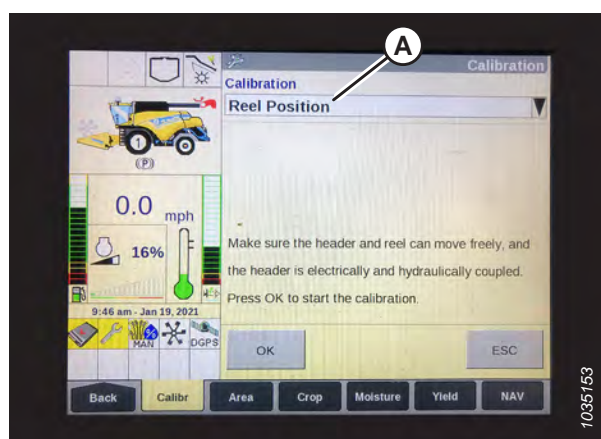 A
Calibration
Calibration
Reel Position
1
(P)
0.0 mph
16%
Make sure the header and reel can move freely, and
the header is electrically and hydraulically coupled.
Press OK to start the calibration.
9:46 am - Jan 19, 2021
MAN
DGPS
OK
ESC
Back
Calibr
Area
Crop
Moisture
Yield
NAV
1035153